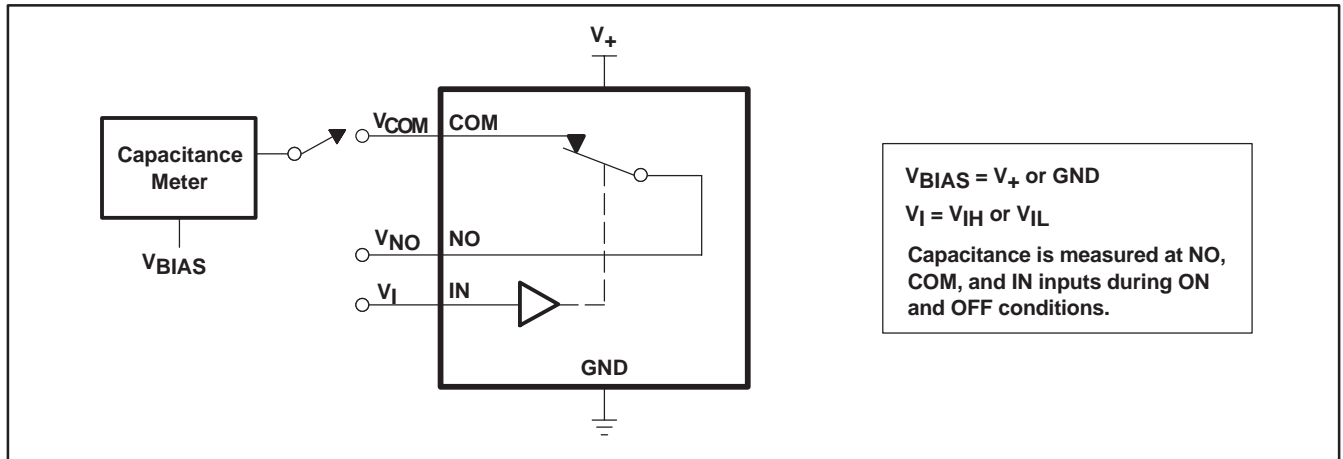 V+
Capacitance
Meter
VBIAS
VCOM
COM
VNO
NO
VI
IN
GND
VBIAS = V+ or GND
VI = VIH or VIL
Capacitance is measured at NO,
COM, and IN inputs during ON
and OFF conditions.